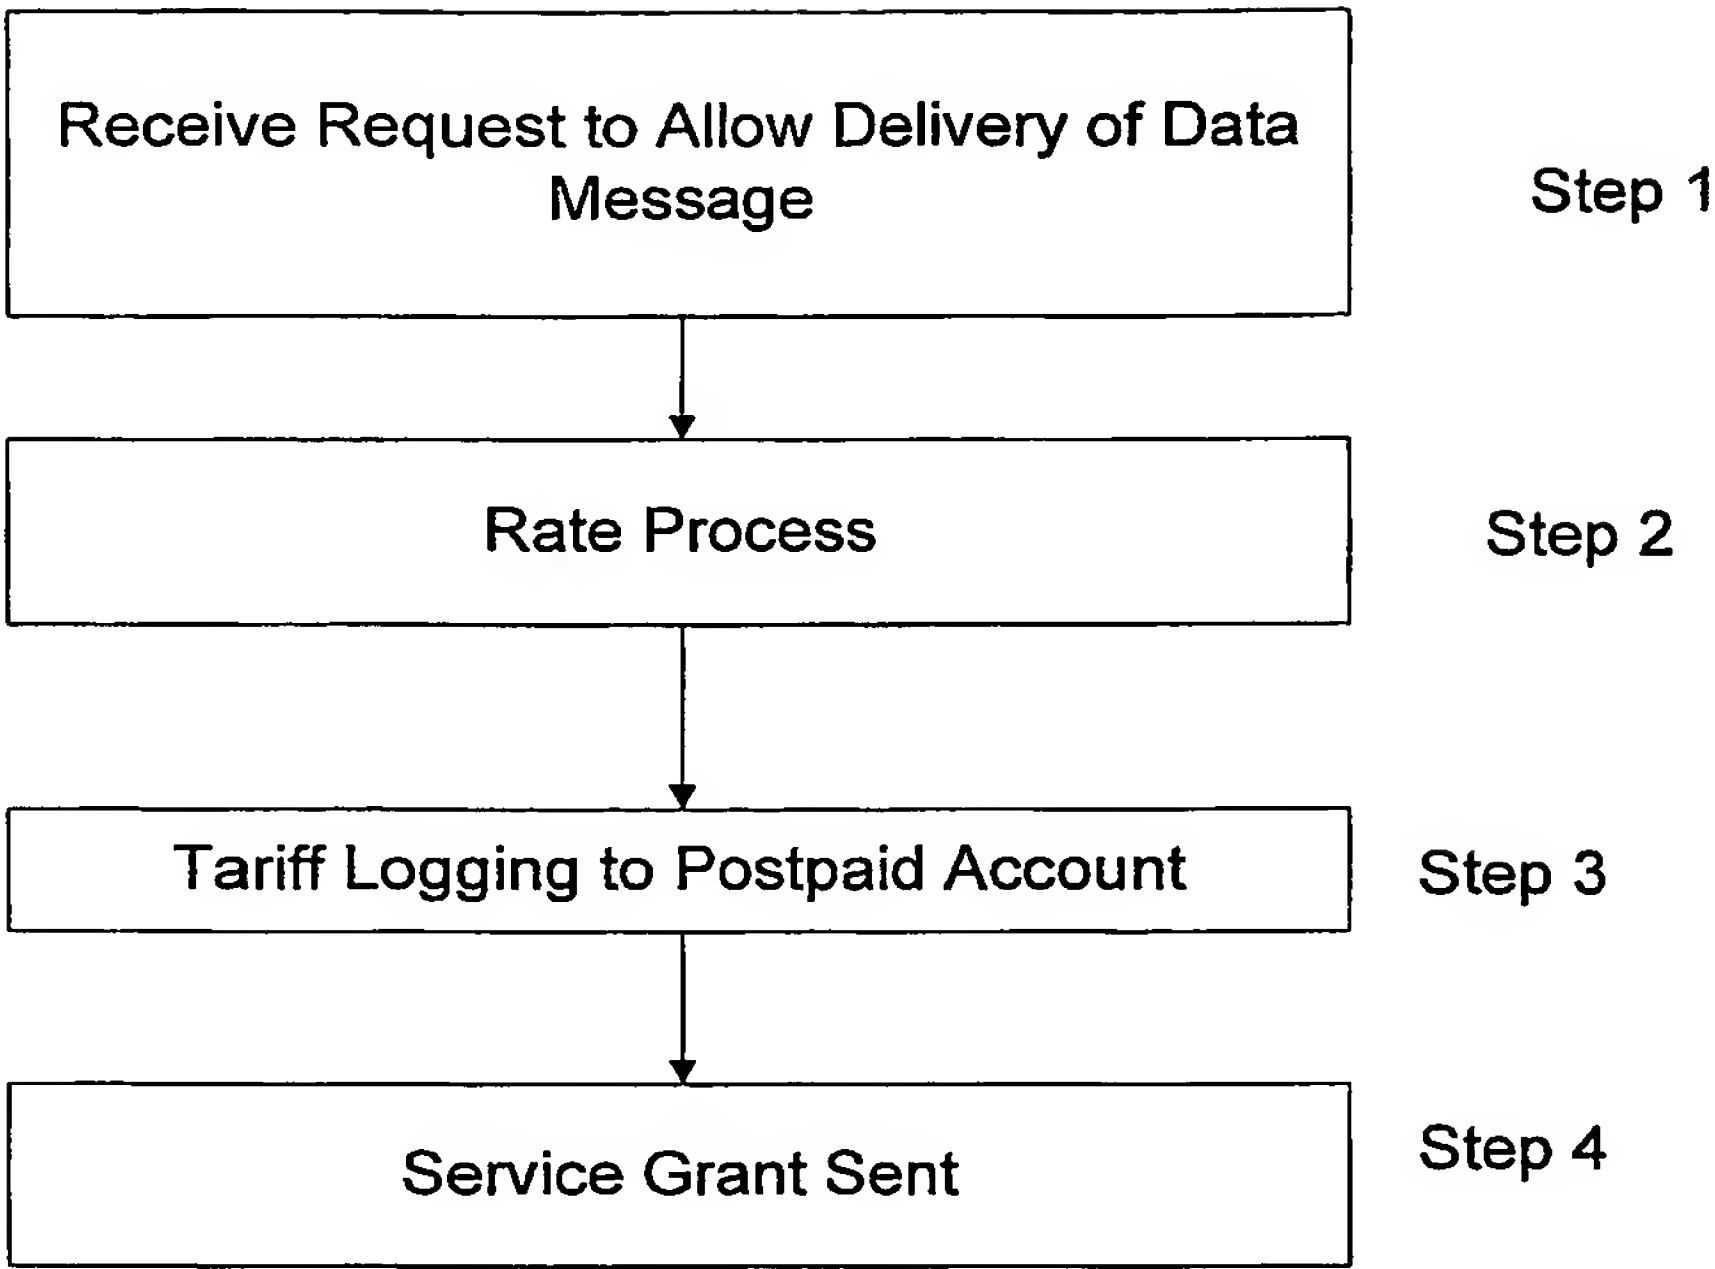 Receive Request to Allow Delivery of Data
Message
Step 1
Rate Process
Step 2
Tariff Logging to Postpaid Account
Step 3
Service Grant Sent
Step 4